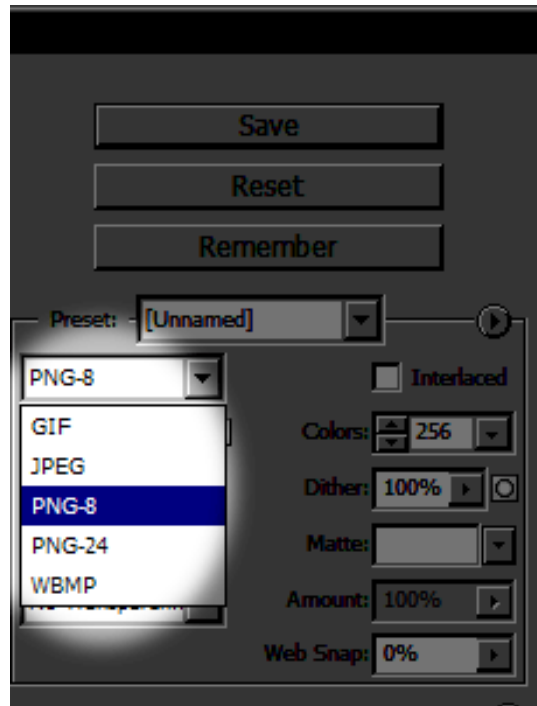 Save
Reset
Remember
Preset: [Unnamed]
PNG-8
Interlaced
GIF
Colors: 256
JPEG
Dither: 100%
PNG-8
PNG-24
Matte:
WBMP
Amount: 100%
Web Snap: 0%